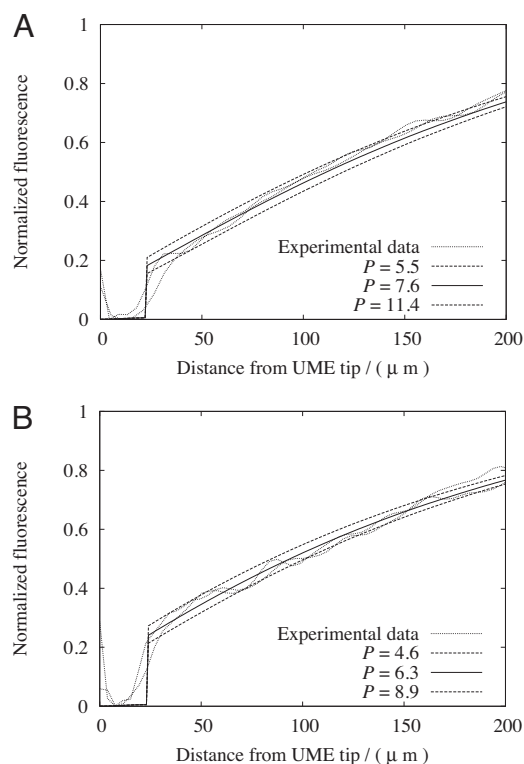 A
Normalized fluorescence
1
0.8
0.6
0.4
0.2
0
Experimental data
P = 5.5
P = 7.6
P = 11.4
0 50 100 150 200
Distance from UME tip / ( μ m )
B
Normalized fluorescence
1
0.8
0.6
0.4
0.2
0
Experimental data
P = 4.6
P = 6.3
P = 8.9
0 50 100 150 200
Distance from UME tip / ( μ m )